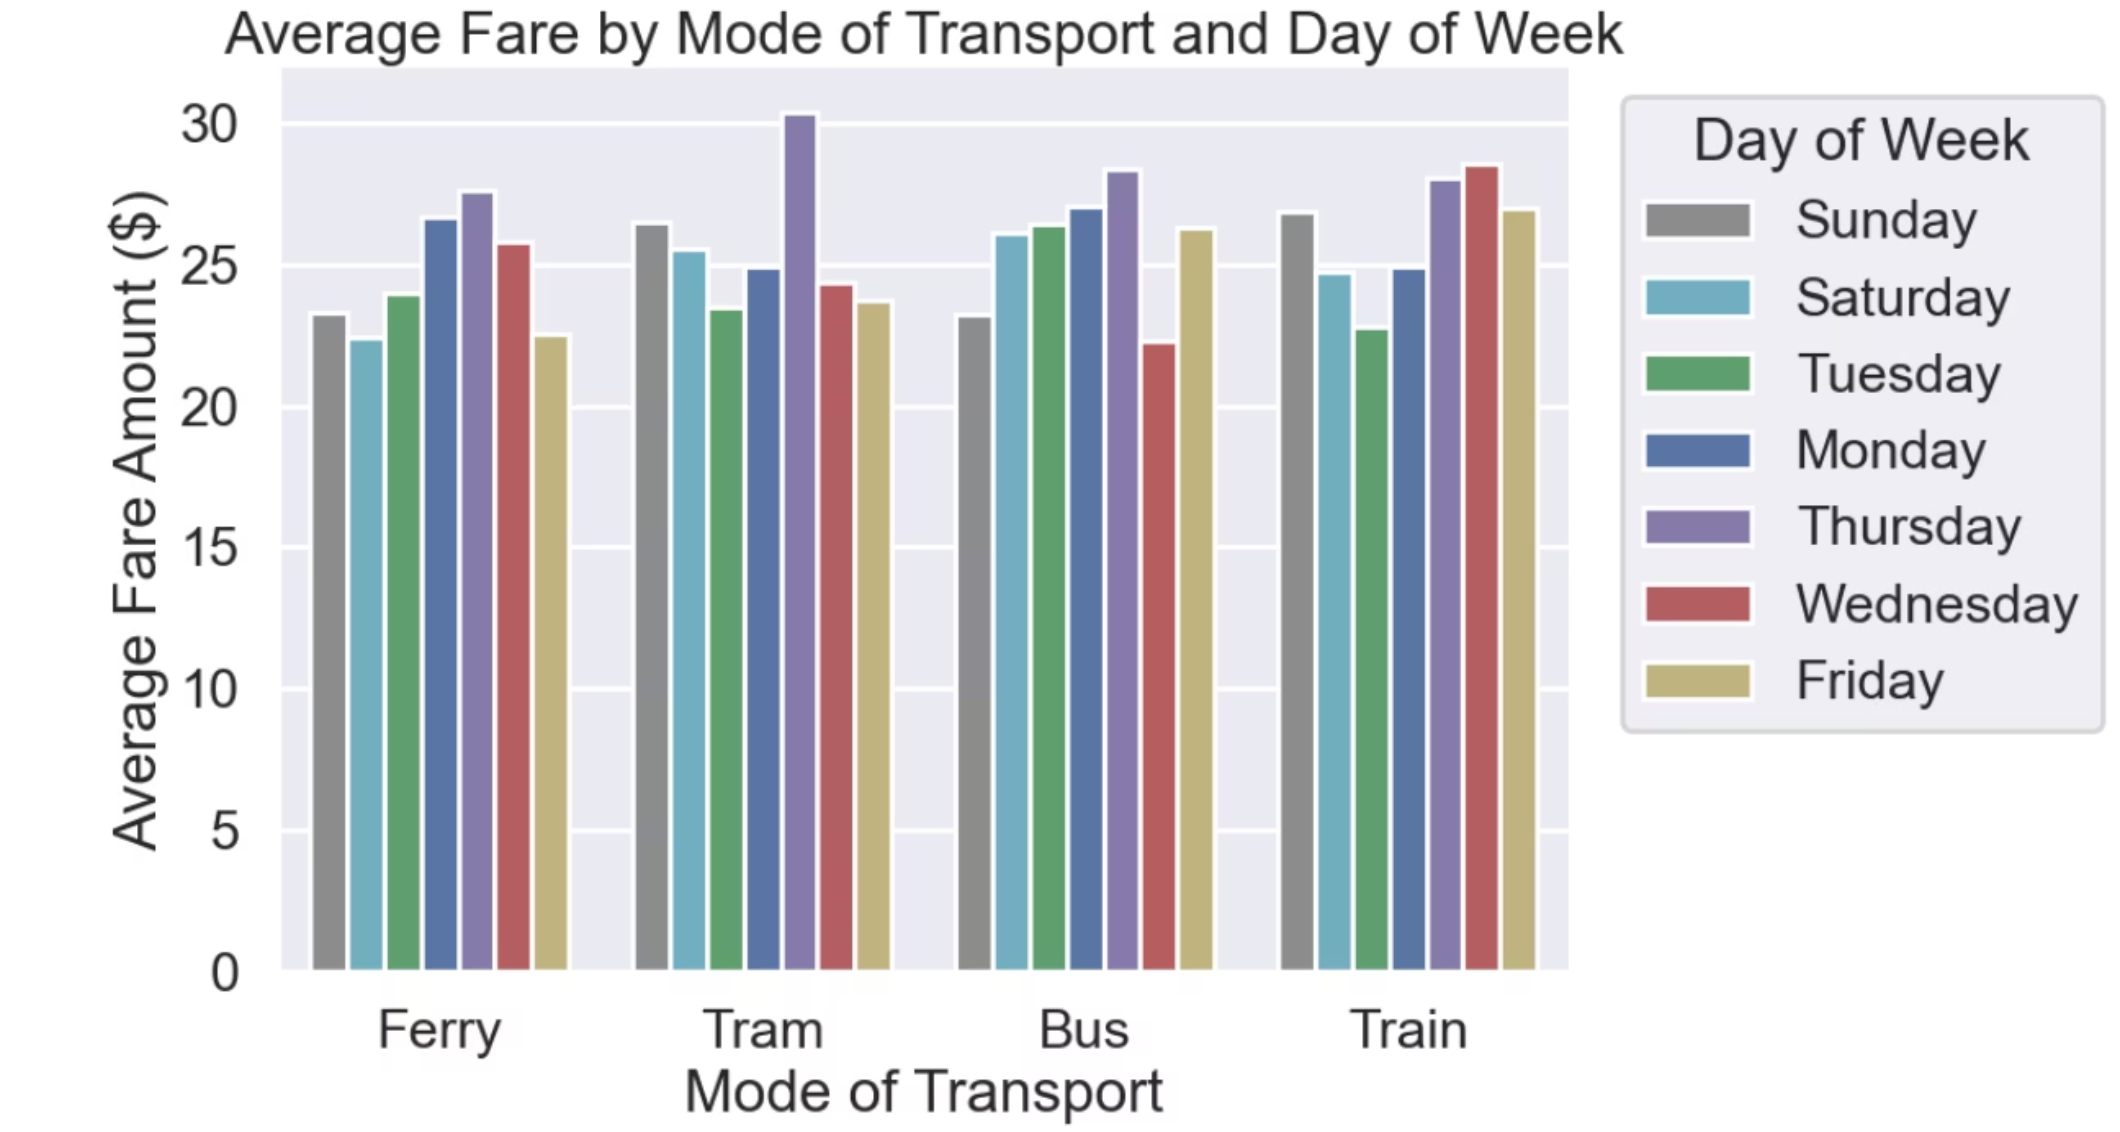 Average Fare by Mode of Transport and Day of Week
Average Fare Amount ($)
30
25
20
15
10
5
0
Ferry Tram Bus Train
Mode of Transport
Day of Week
Sunday
Saturday
Tuesday
Monday
Thursday
Wednesday
Friday